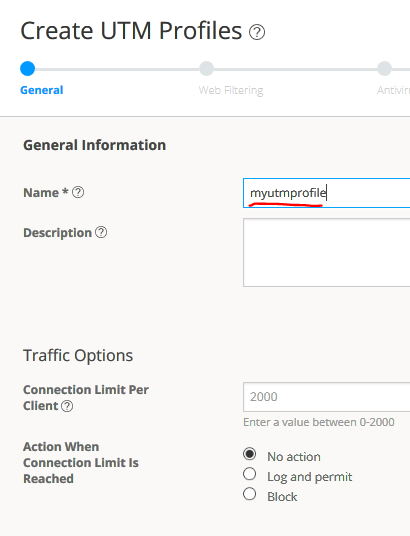 Create UTM Profiles ?
General
Web Filtering
General Information
Name * ?
myutmprofile
Description ?
Traffic Options
Connection Limit Per
Client ?
2000
Enter a value between 0-2000
Action When
Connection Limit Is
Reached
No action
Log and permit
Block